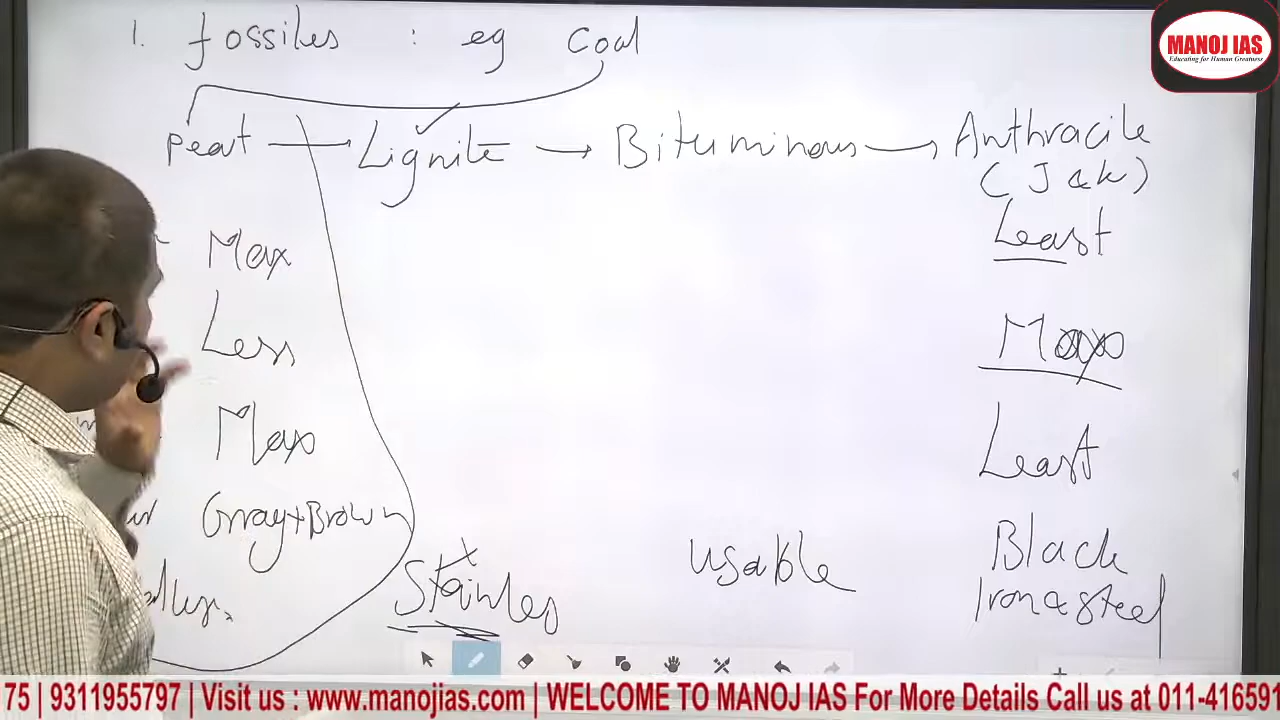 1. fossiles : eg Coal
MANOJ IAS
Educating for Human Greatness
Peat → Lignite → Bituminous → Anthracite
(J&K)
Max Least
Less Max
Max Least
Gray+Brown Black
Stainles usable Iron & steel
75 | 9311955797 | Visit us : www.manojias.com | WELCOME TO MANOJ IAS For More Details Call us at 011-416591